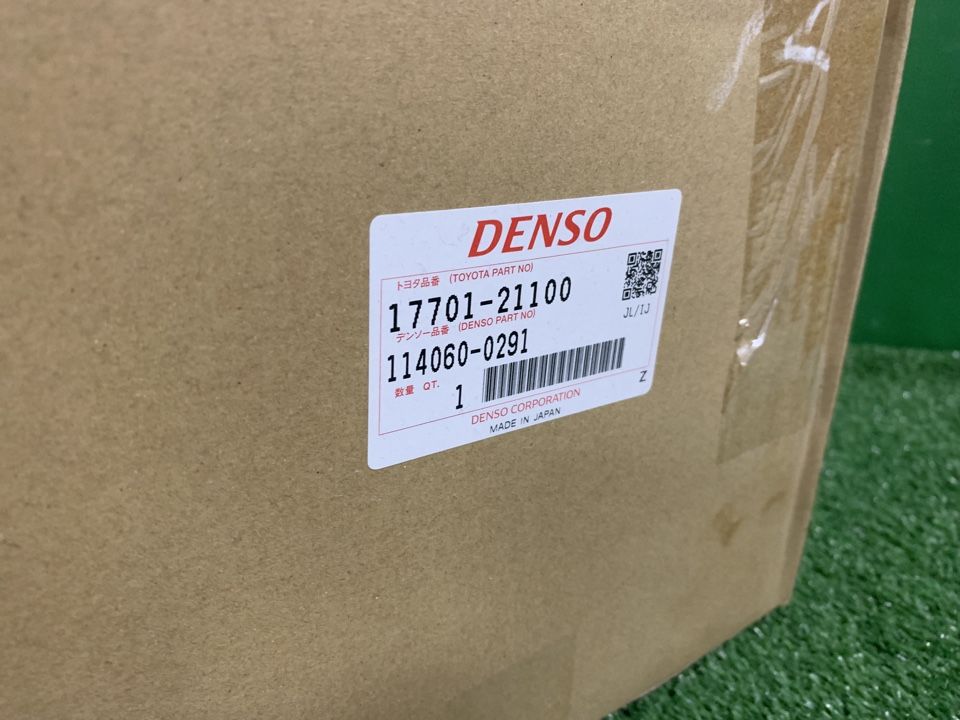 DENSO
トヨタ品番 (TOYOTA PART NO)
17701-21100
JL/IJ
デンソー品番 (DENSO PART NO)
114060-0291
数量 QT. 1
Z
DENSO CORPORATION
MADE IN JAPAN